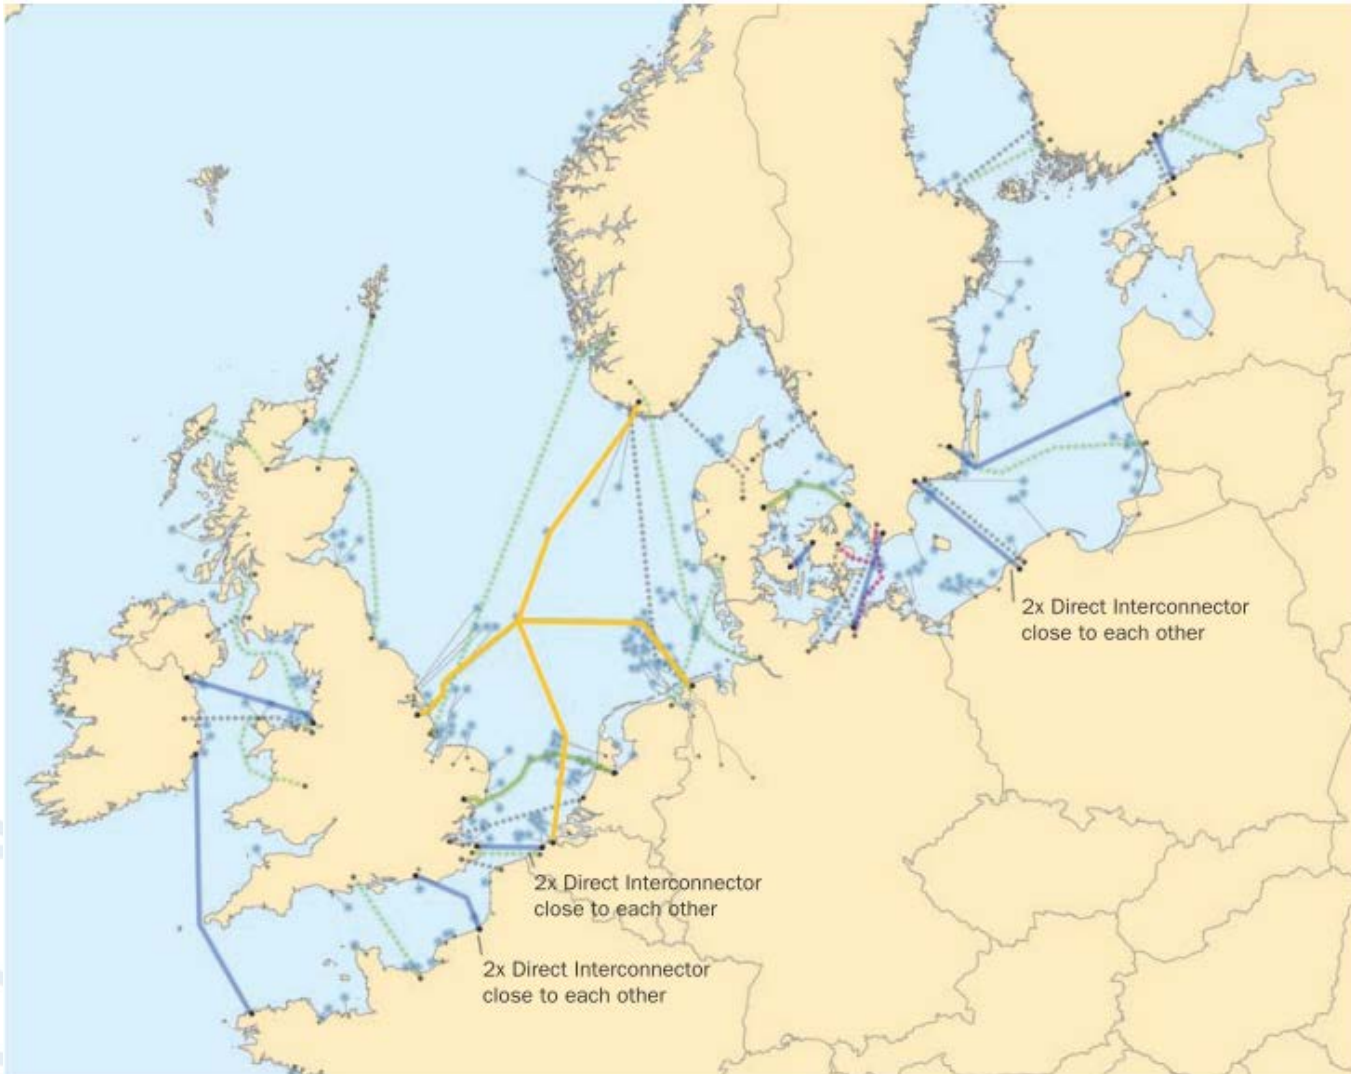 2x Direct Interconnector
close to each other
2x Direct Interconnector
close to each other
2x Direct Interconnector
close to each other